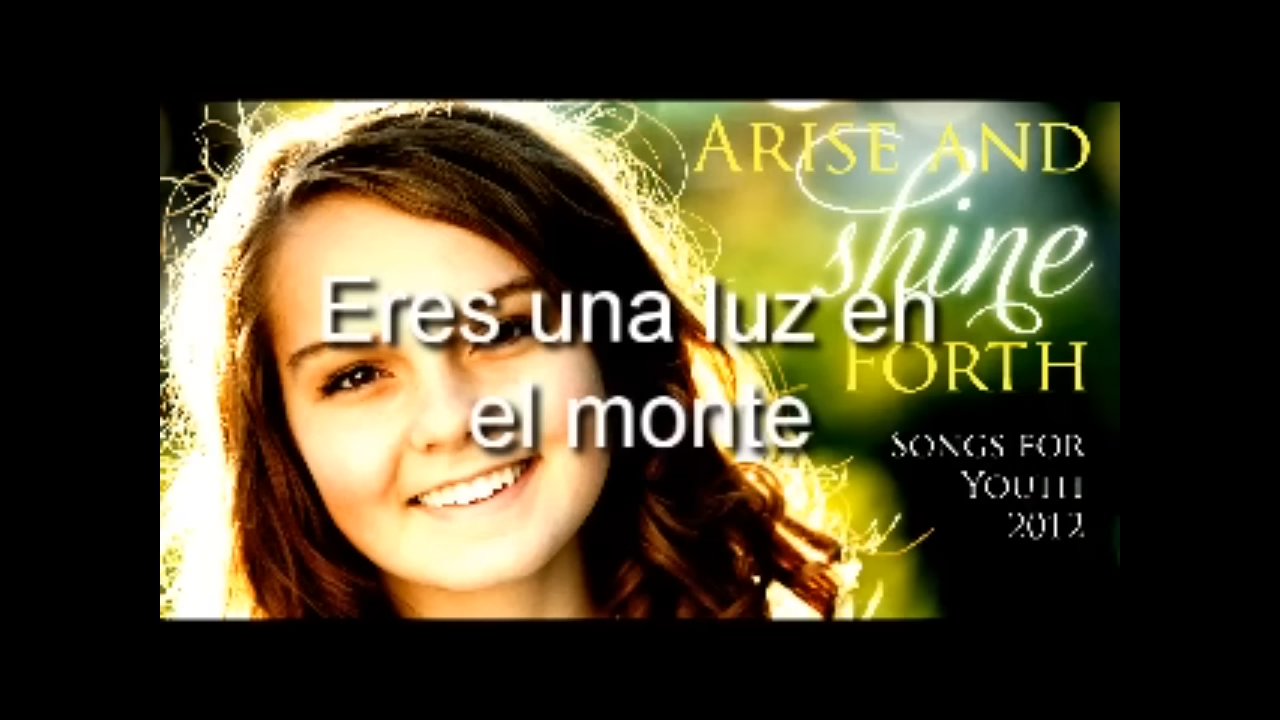 ARISE AND
shine
FORTH
Eres una luz en
el monte
SONGS FOR
YOUTH
2012